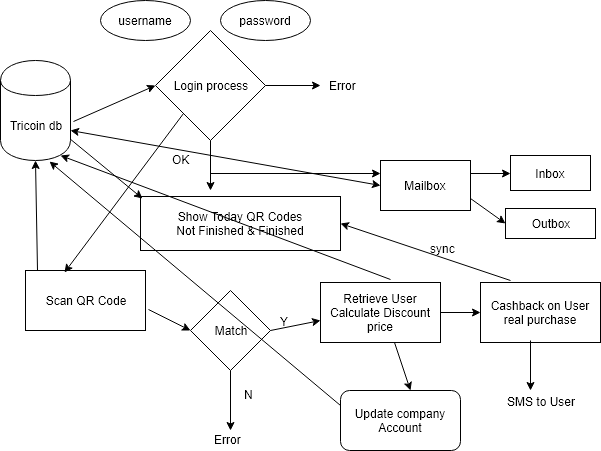 username
password
Login process
Error
Tricoin db
OK
Mailbox
Inbox
Outbox
Show Today QR Codes
Not Finished & Finished
sync
Scan QR Code
Match
Y
Retrieve User
Calculate Discount
price
Cashback on User
real purchase
N
Error
Update company
Account
SMS to User